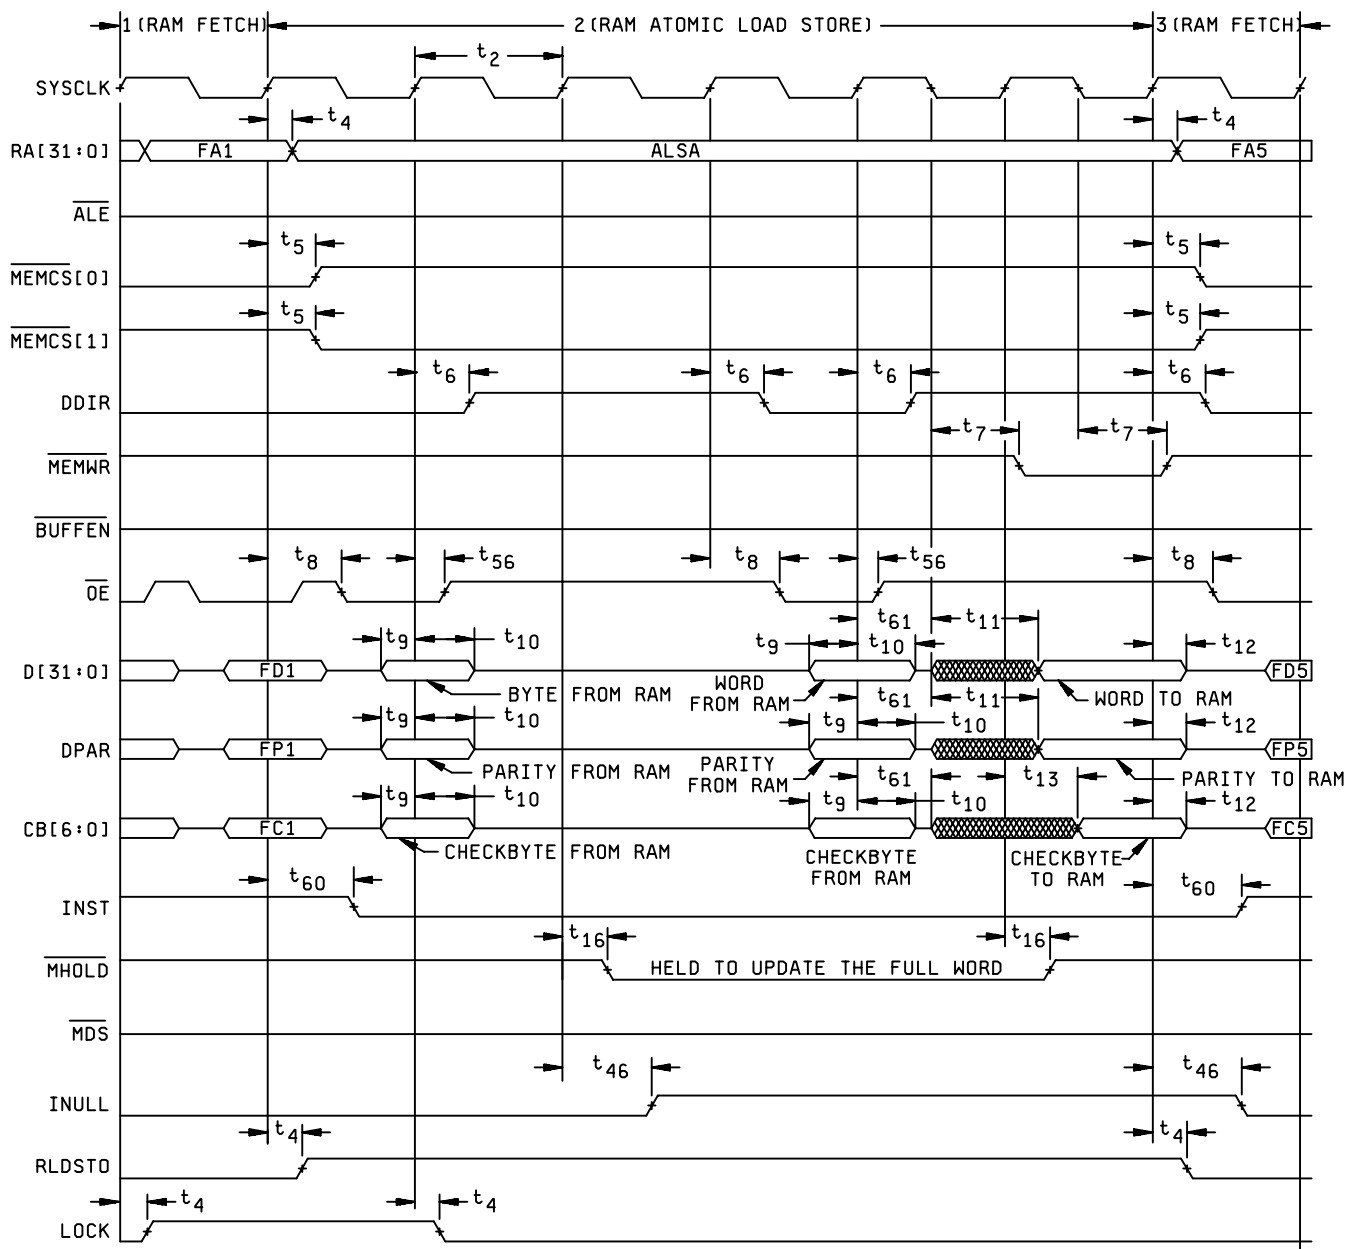 1(RAM FETCH) 2(RAM ATOMIC LOAD STORE) 3(RAM FETCH)
t2
SYSCLK
t4 t4
RA[31:0] FA1 ALSA FA5
ALE
t5 t5
MEMCS[0]
t5 t5
MEMCS[1]
t6 t6 t6 t6
DDIR
t7 t7
MEMWR
BUFFEN
t8 t56 t8 t56 t8
OE
t61 t11
t9 t10 t9 t10 t12
D[31:0] FD1 FD5
BYTE FROM RAM WORD FROM RAM WORD TO RAM
t61 t11
t9 t10 t9 t10 t12
DPAR FP1 FP5
PARITY FROM RAM PARITY FROM RAM PARITY TO RAM
t61 t13
t9 t10 t9 t10 t12
CB[6:0] FC1 FC5
CHECKBYTE FROM RAM CHECKBYTE FROM RAM CHECKBYTE TO RAM
t60 t60
INST
t16 t16
MHOLD HELD TO UPDATE THE FULL WORD
MDS
t46 t46
INULL
t4 t4
RLDSTO
t4 t4
LOCK